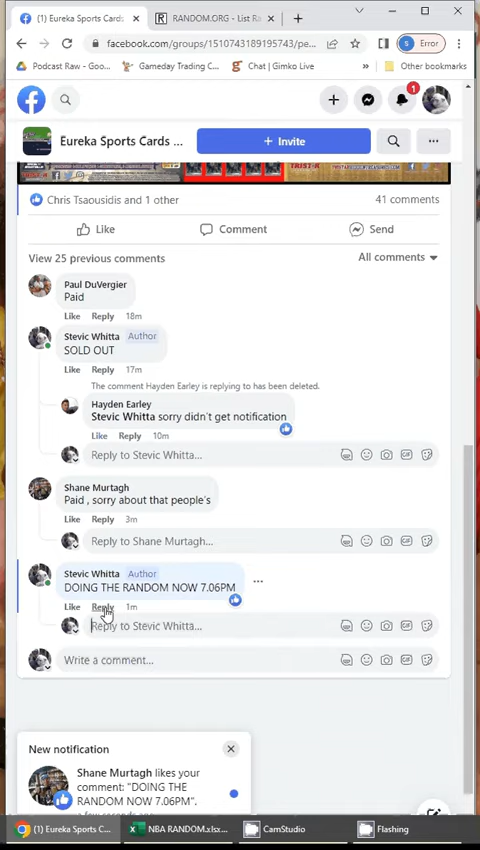 (1) Eureka Sports Cards
RANDOM.ORG - List Ra
facebook.com/groups/1510743189195743/pe...
S
Error
Podcast Raw - Goo...
Gameday Trading C...
Chat | Gimko Live
»
Other bookmarks
1
Eureka Sports Cards ...
+ Invite
Chris Tsaousidis and 1 other
41 comments
Like
Comment
Send
View 25 previous comments
All comments
Paul DuVergier
Paid
Like Reply 18m
Stevic Whitta Author
SOLD OUT
Like Reply 17m
The comment Hayden Earley is replying to has been deleted.
Hayden Earley
Stevic Whitta sorry didn't get notification
Like Reply 10m
Reply to Stevic Whitta...
Shane Murtagh
Paid , sorry about that people's
Like Reply 3m
Reply to Shane Murtagh...
Stevic Whitta Author
DOING THE RANDOM NOW 7.06PM
Like Reply 1m
Reply to Stevic Whitta...
Write a comment...
New notification
Shane Murtagh likes your
comment: "DOING THE
RANDOM NOW 7.06PM".
a few seconds ago
(1) Eureka Sports C...
NBA RANDOM.xlsx...
CamStudio
Flashing